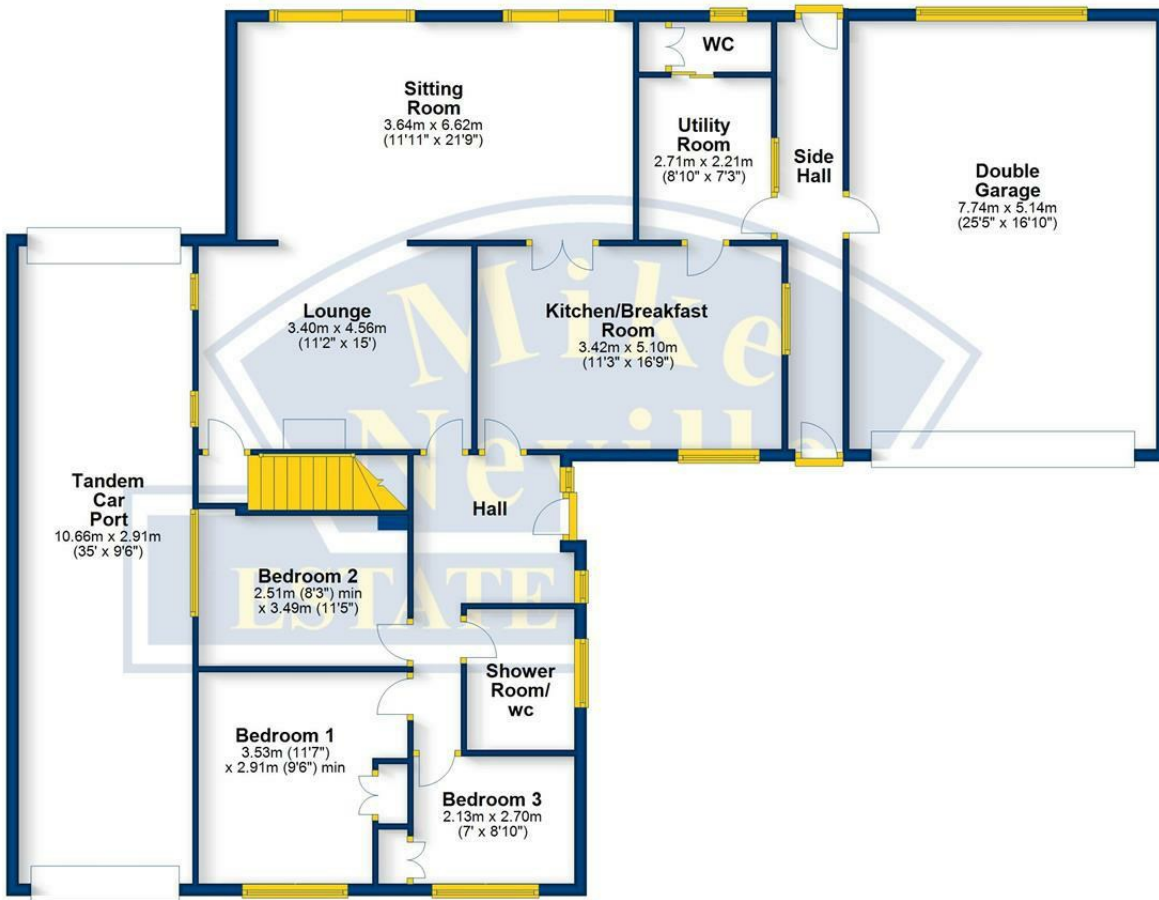 WC
Sitting
Room
3.64m x 6.62m
(11'11" x 21'9")
Utility
Room
2.71m x 2.21m
(8'10" x 7'3")
Side
Hall
Double
Garage
7.74m x 5.14m
(25'5" x 16'10")
Lounge
3.40m x 4.56m
(11'2" x 15')
Kitchen/Breakfast
Room
3.42m x 5.10m
(11'3" x 16'9")
Mike
Neville
Tandem
Car
Port
10.66m x 2.91m
(35' x 9'6")
Hall
Bedroom 2
2.51m (8'3") min
x 3.49m (11'5")
ESTATE
Shower
Room/
wc
Bedroom 1
3.53m (11'7")
x 2.91m (9'6") min
Bedroom 3
2.13m x 2.70m
(7' x 8'10")